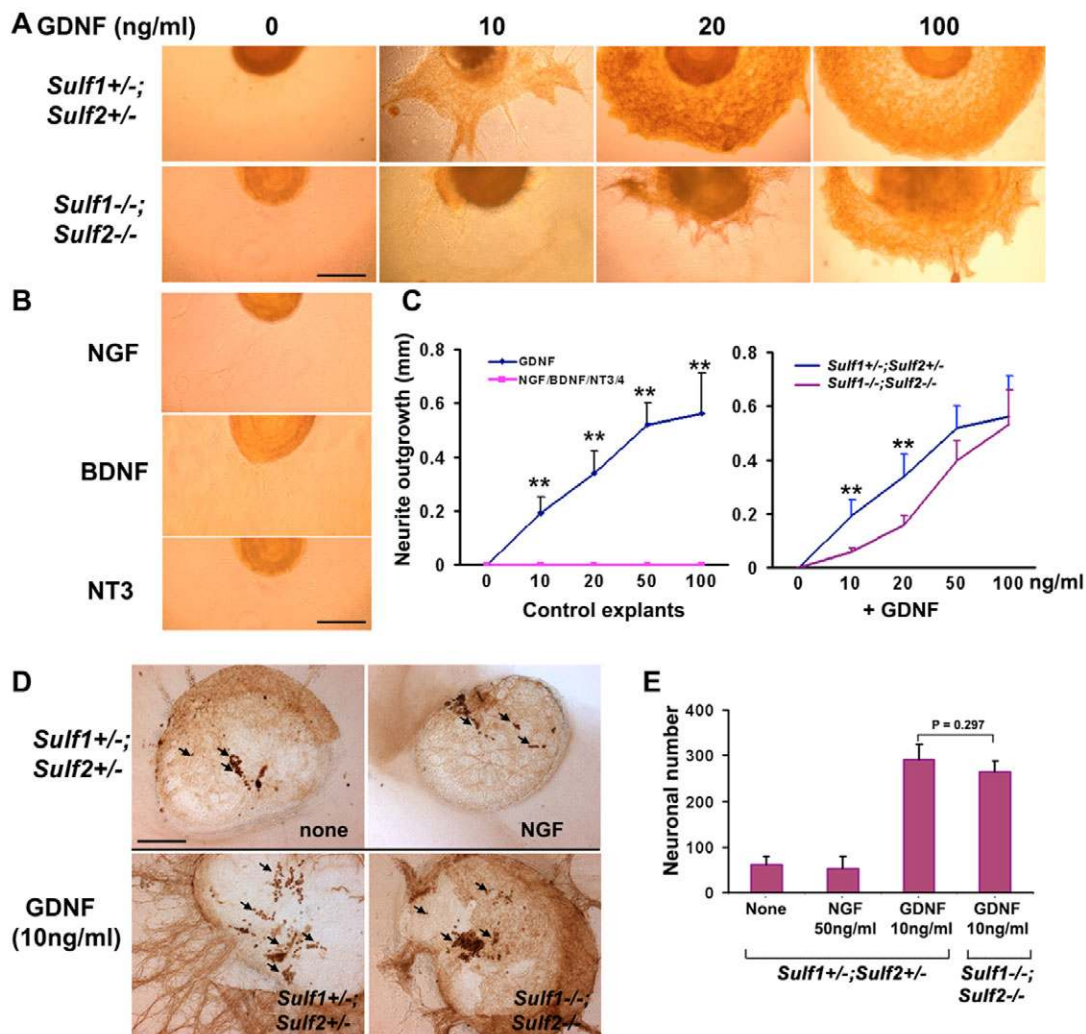 A GDNF (ng/ml) 0 10 20 100
Sulf1+/-;
Sulf2+/-
Sulf1-/-;
Sulf2-/-
B
NGF
BDNF
NT3
C
Neurite outgrowth (mm)
0.8
0.6
0.4
0.2
0
GDNF
NGF/BDNF/NT3/4
** ** ** **
0 10 20 50 100
Control explants
0.8
0.6
0.4
0.2
0
Sulf1+/-;Sulf2+/-
Sulf1-/-;Sulf2-/-
** **
0 10 20 50 100 ng/ml
+ GDNF
D
Sulf1+/-;
Sulf2+/-
none
NGF
GDNF
(10ng/ml)
Sulf1+/-;
Sulf2+/-
Sulf1-/-;
Sulf2-/-
E
Neuronal number
400
300
200
100
0
P = 0.297
None NGF GDNF GDNF
50ng/ml 10ng/ml 10ng/ml
Sulf1+/-;Sulf2+/- Sulf1-/-;
Sulf2-/-